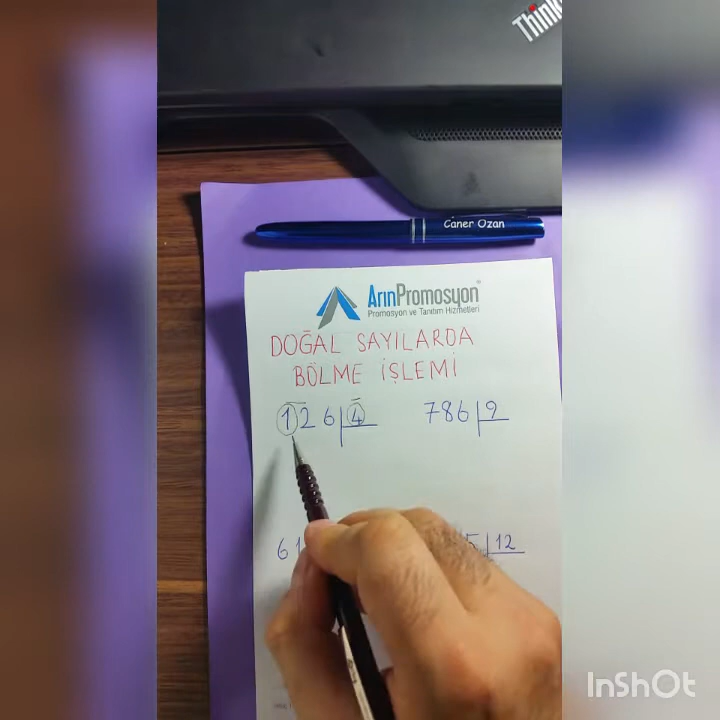 Think
Caner Ozan
ArınPromosyon
Promosyon ve Tanıtım Hizmetleri
DOĞAL SAYILARDA
BÖLME İŞLEMİ
126 4 786 9
61 5 12
InShOt